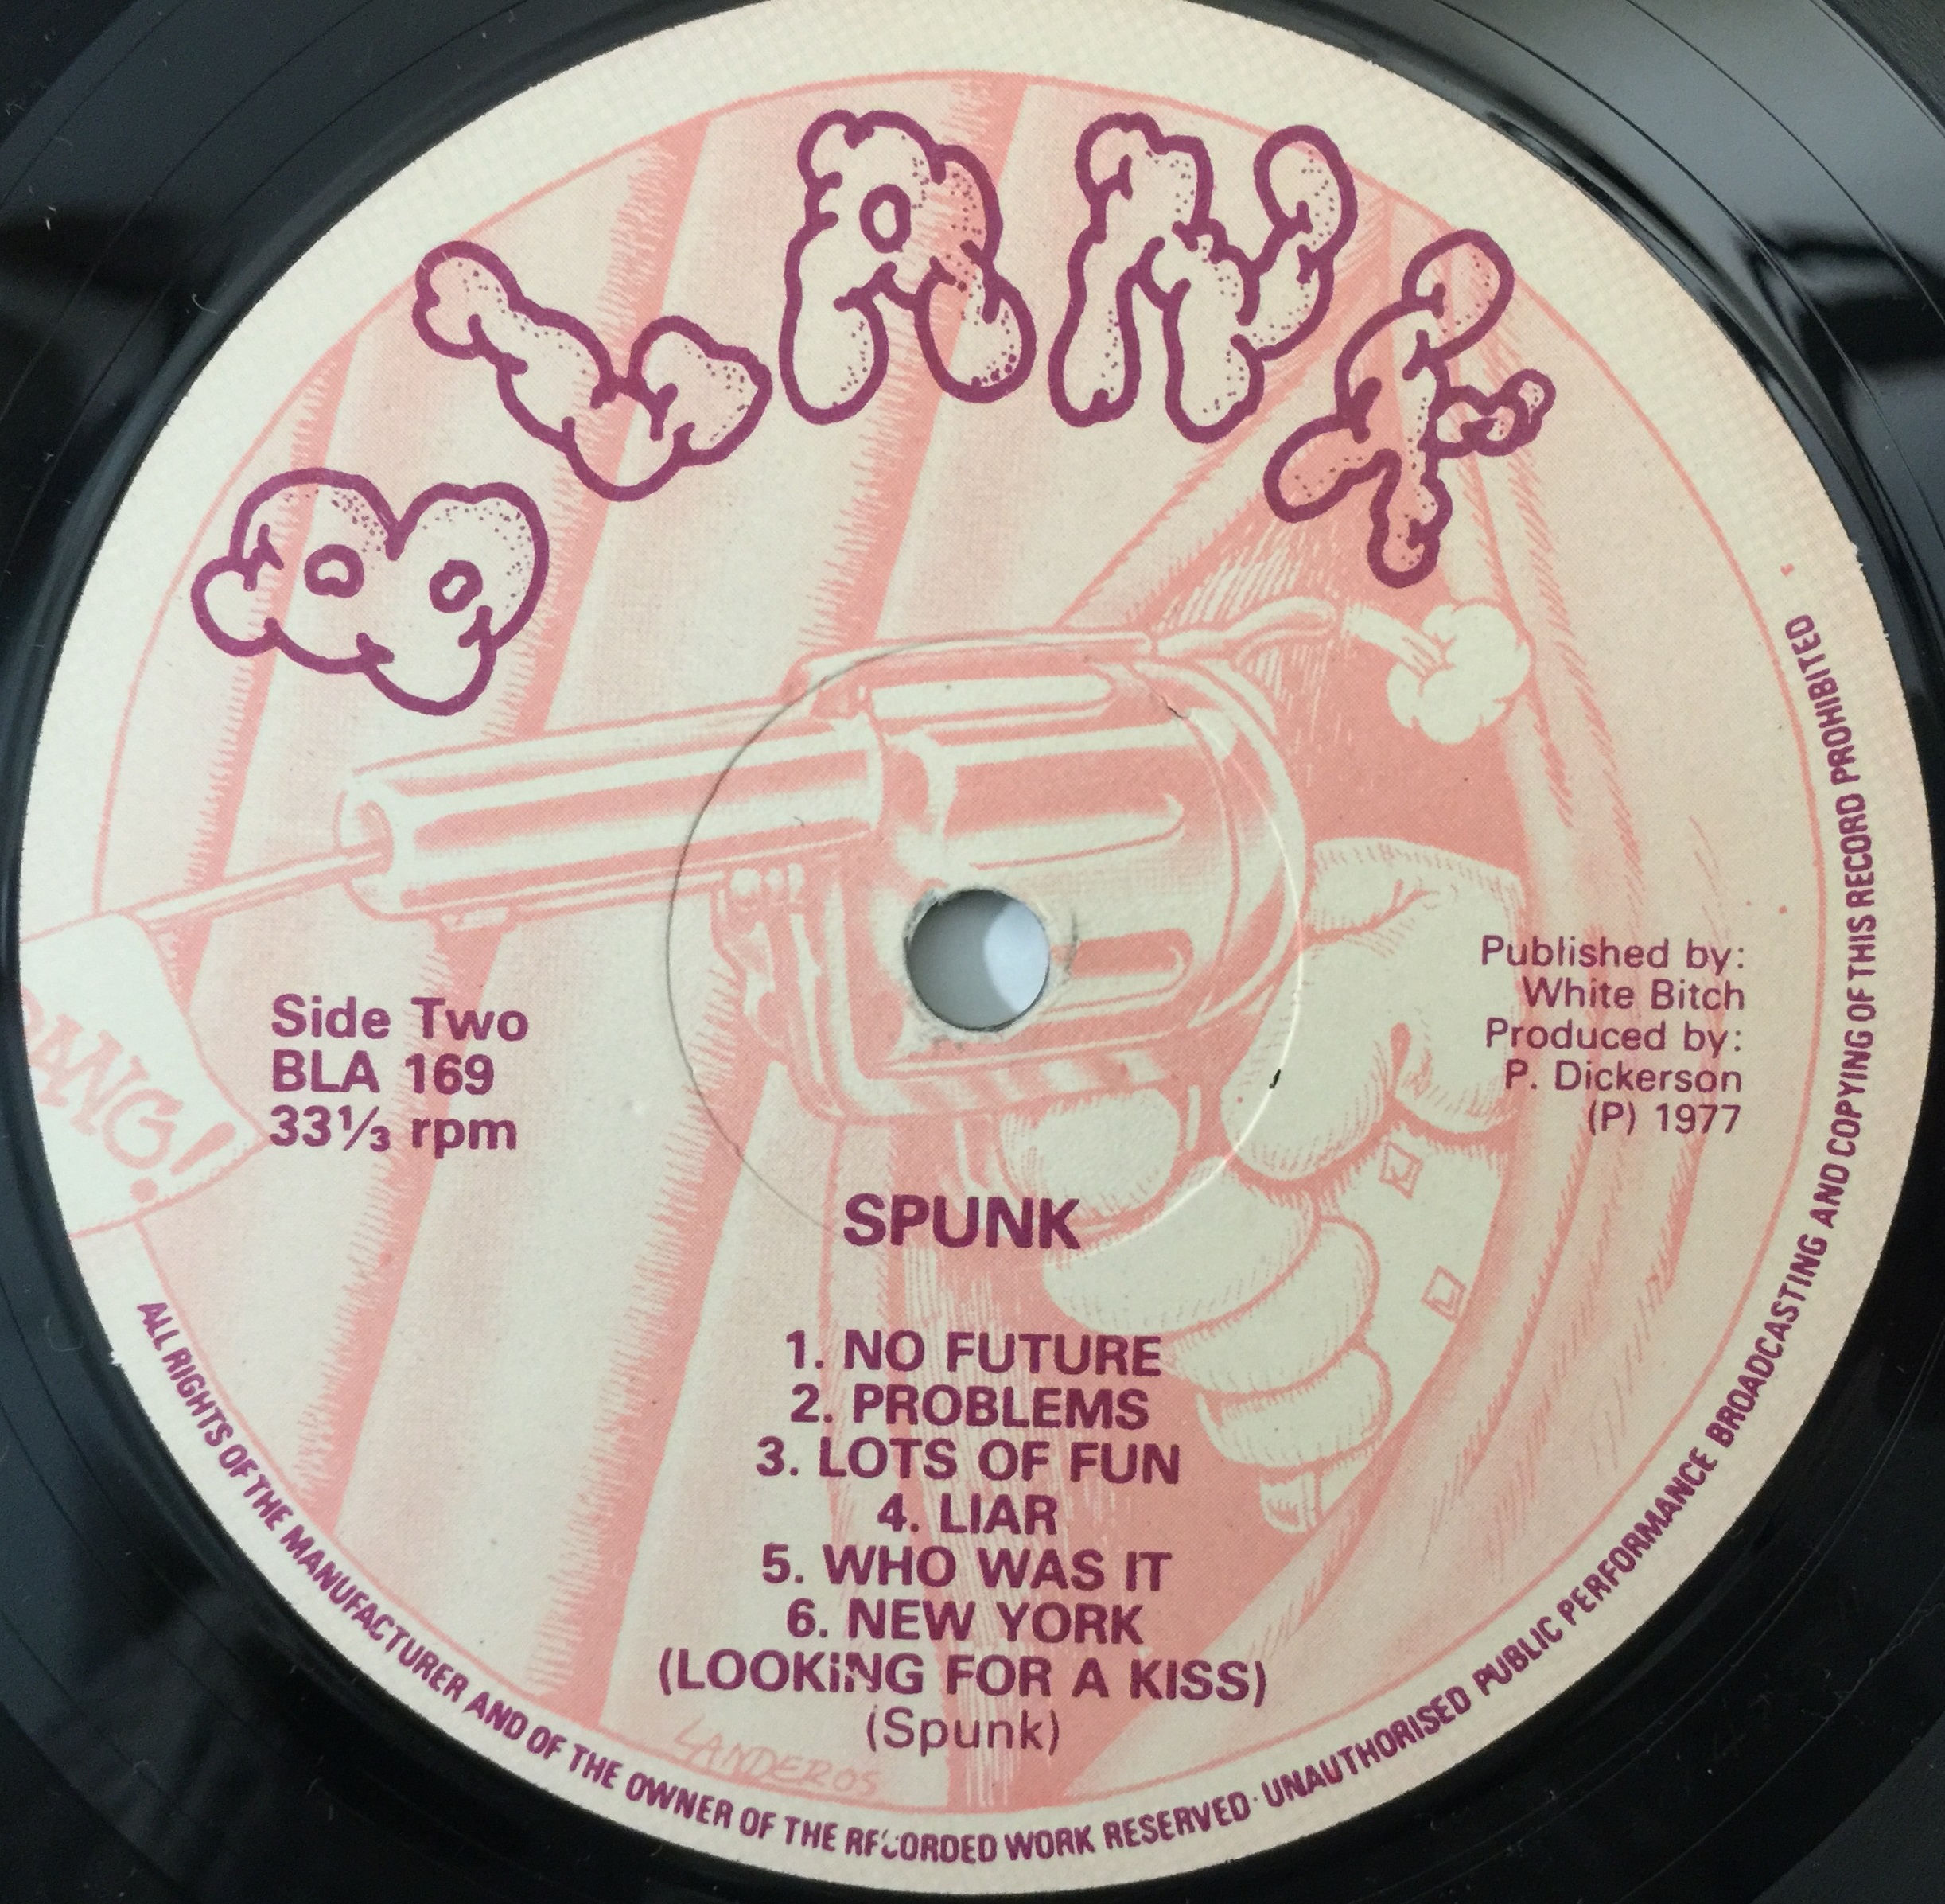 BLANK
Side Two
BLA 169
33⅓ rpm
Published by:
White Bitch
Produced by:
P. Dickerson
(P) 1977
BANG!
SPUNK
1. NO FUTURE
2. PROBLEMS
3. LOTS OF FUN
4. LIAR
5. WHO WAS IT
6. NEW YORK
(LOOKiNG FOR A KISS)
(Spunk)
LANDEROS
ALL RIGHTS OF THE MANUFACTURER AND OF THE OWNER OF THE RECORDED WORK RESERVED · UNAUTHORISED PUBLIC PERFORMANCE BROADCASTING AND COPYING OF THIS RECORD PROHIBITED